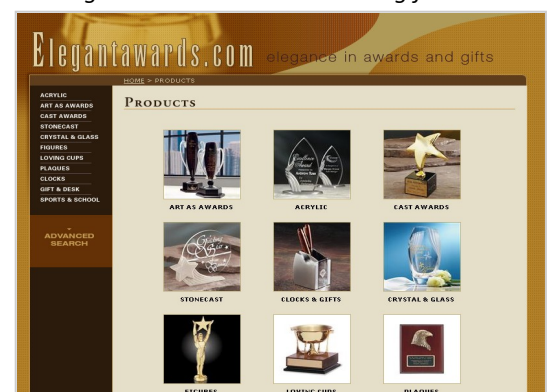 Elegantawards.com elegance in awards and gifts
HOME > PRODUCTS
ACRYLIC
ART AS AWARDS
CAST AWARDS
STONECAST
CRYSTAL & GLASS
FIGURES
LOVING CUPS
PLAQUES
CLOCKS
GIFT & DESK
SPORTS & SCHOOL
ADVANCED
SEARCH
PRODUCTS
ART AS AWARDS ACRYLIC CAST AWARDS
STONECAST CLOCKS & GIFTS CRYSTAL & GLASS
FIGURES LOVING CUPS PLAQUES